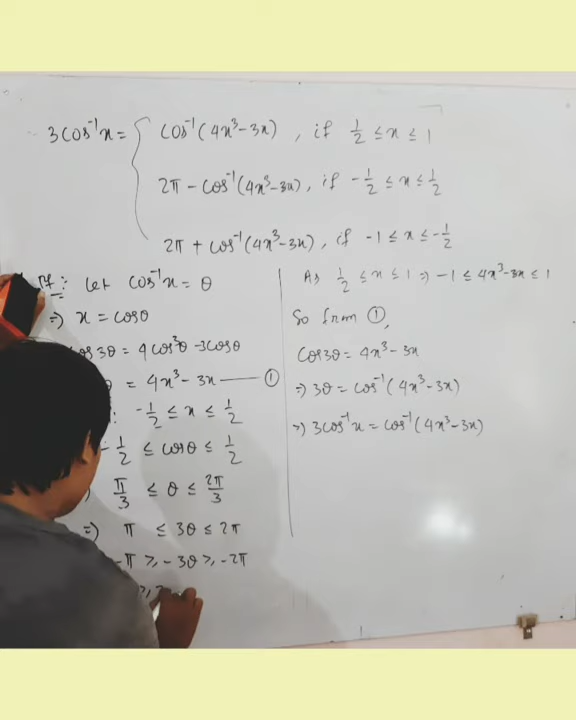 3cos⁻¹x = { cos⁻¹(4x³-3x) , if 1/2 ≤ x ≤ 1
2π - cos⁻¹(4x³-3x), if -1/2 ≤ x ≤ 1/2
2π + cos⁻¹(4x³-3x), if -1 ≤ x ≤ -1/2
Pf: Let cos⁻¹x = θ
⇒ x = cosθ
cos3θ = 4cos³θ - 3cosθ
= 4x³ - 3x —— ①
: -1/2 ≤ x ≤ 1/2
-1/2 ≤ cosθ ≤ 1/2
π/3 ≤ θ ≤ 2π/3
⇒) π ≤ 3θ ≤ 2π
-π ≥ -3θ ≥ -2π
≥
As 1/2 ≤ x ≤ 1 ⇒ -1 ≤ 4x³-3x ≤ 1
So from ①,
cos3θ = 4x³-3x
⇒ 3θ = cos⁻¹(4x³-3x)
⇒ 3cos⁻¹x = cos⁻¹(4x³-3x)